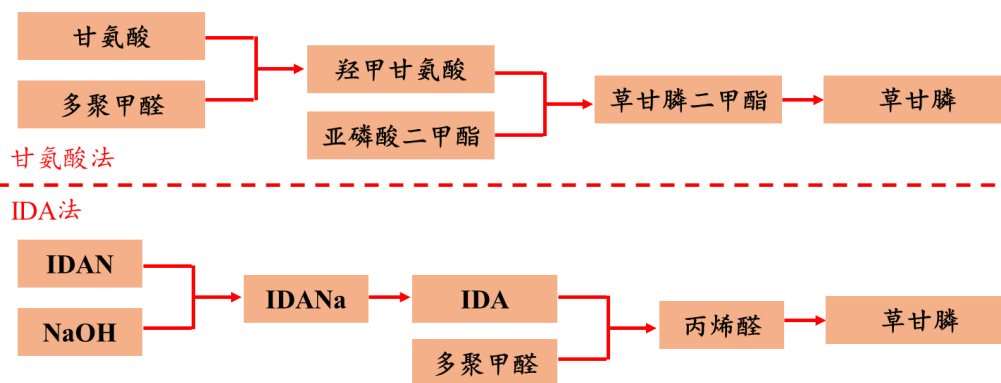 甘氨酸
多聚甲醛
羟甲甘氨酸
亚磷酸二甲酯
草甘膦二甲酯
草甘膦
甘氨酸法
IDA法
IDAN
NaOH
IDANa
IDA
多聚甲醛
丙烯醛
草甘膦